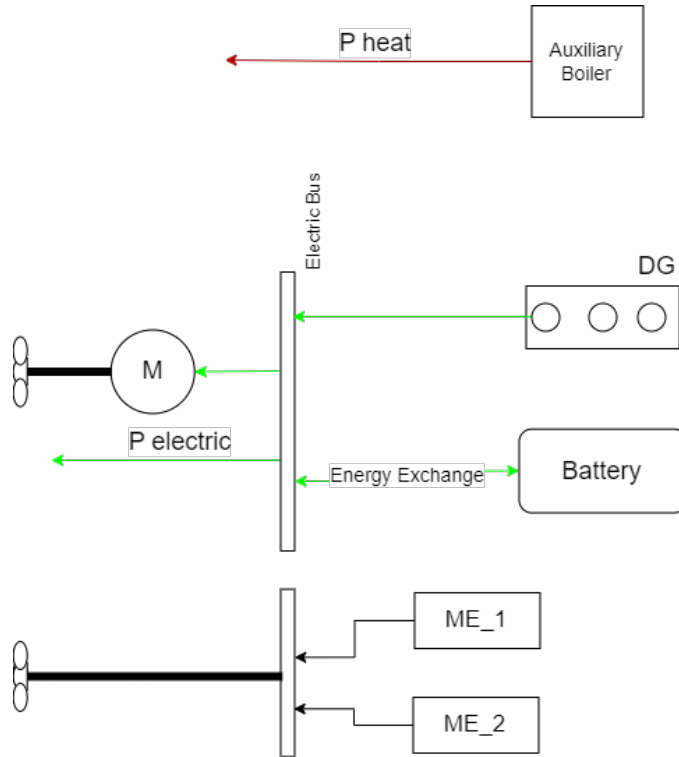 P heat
Auxiliary
Boiler
Electric Bus
DG
M
P electric
Energy Exchange
Battery
ME_1
ME_2